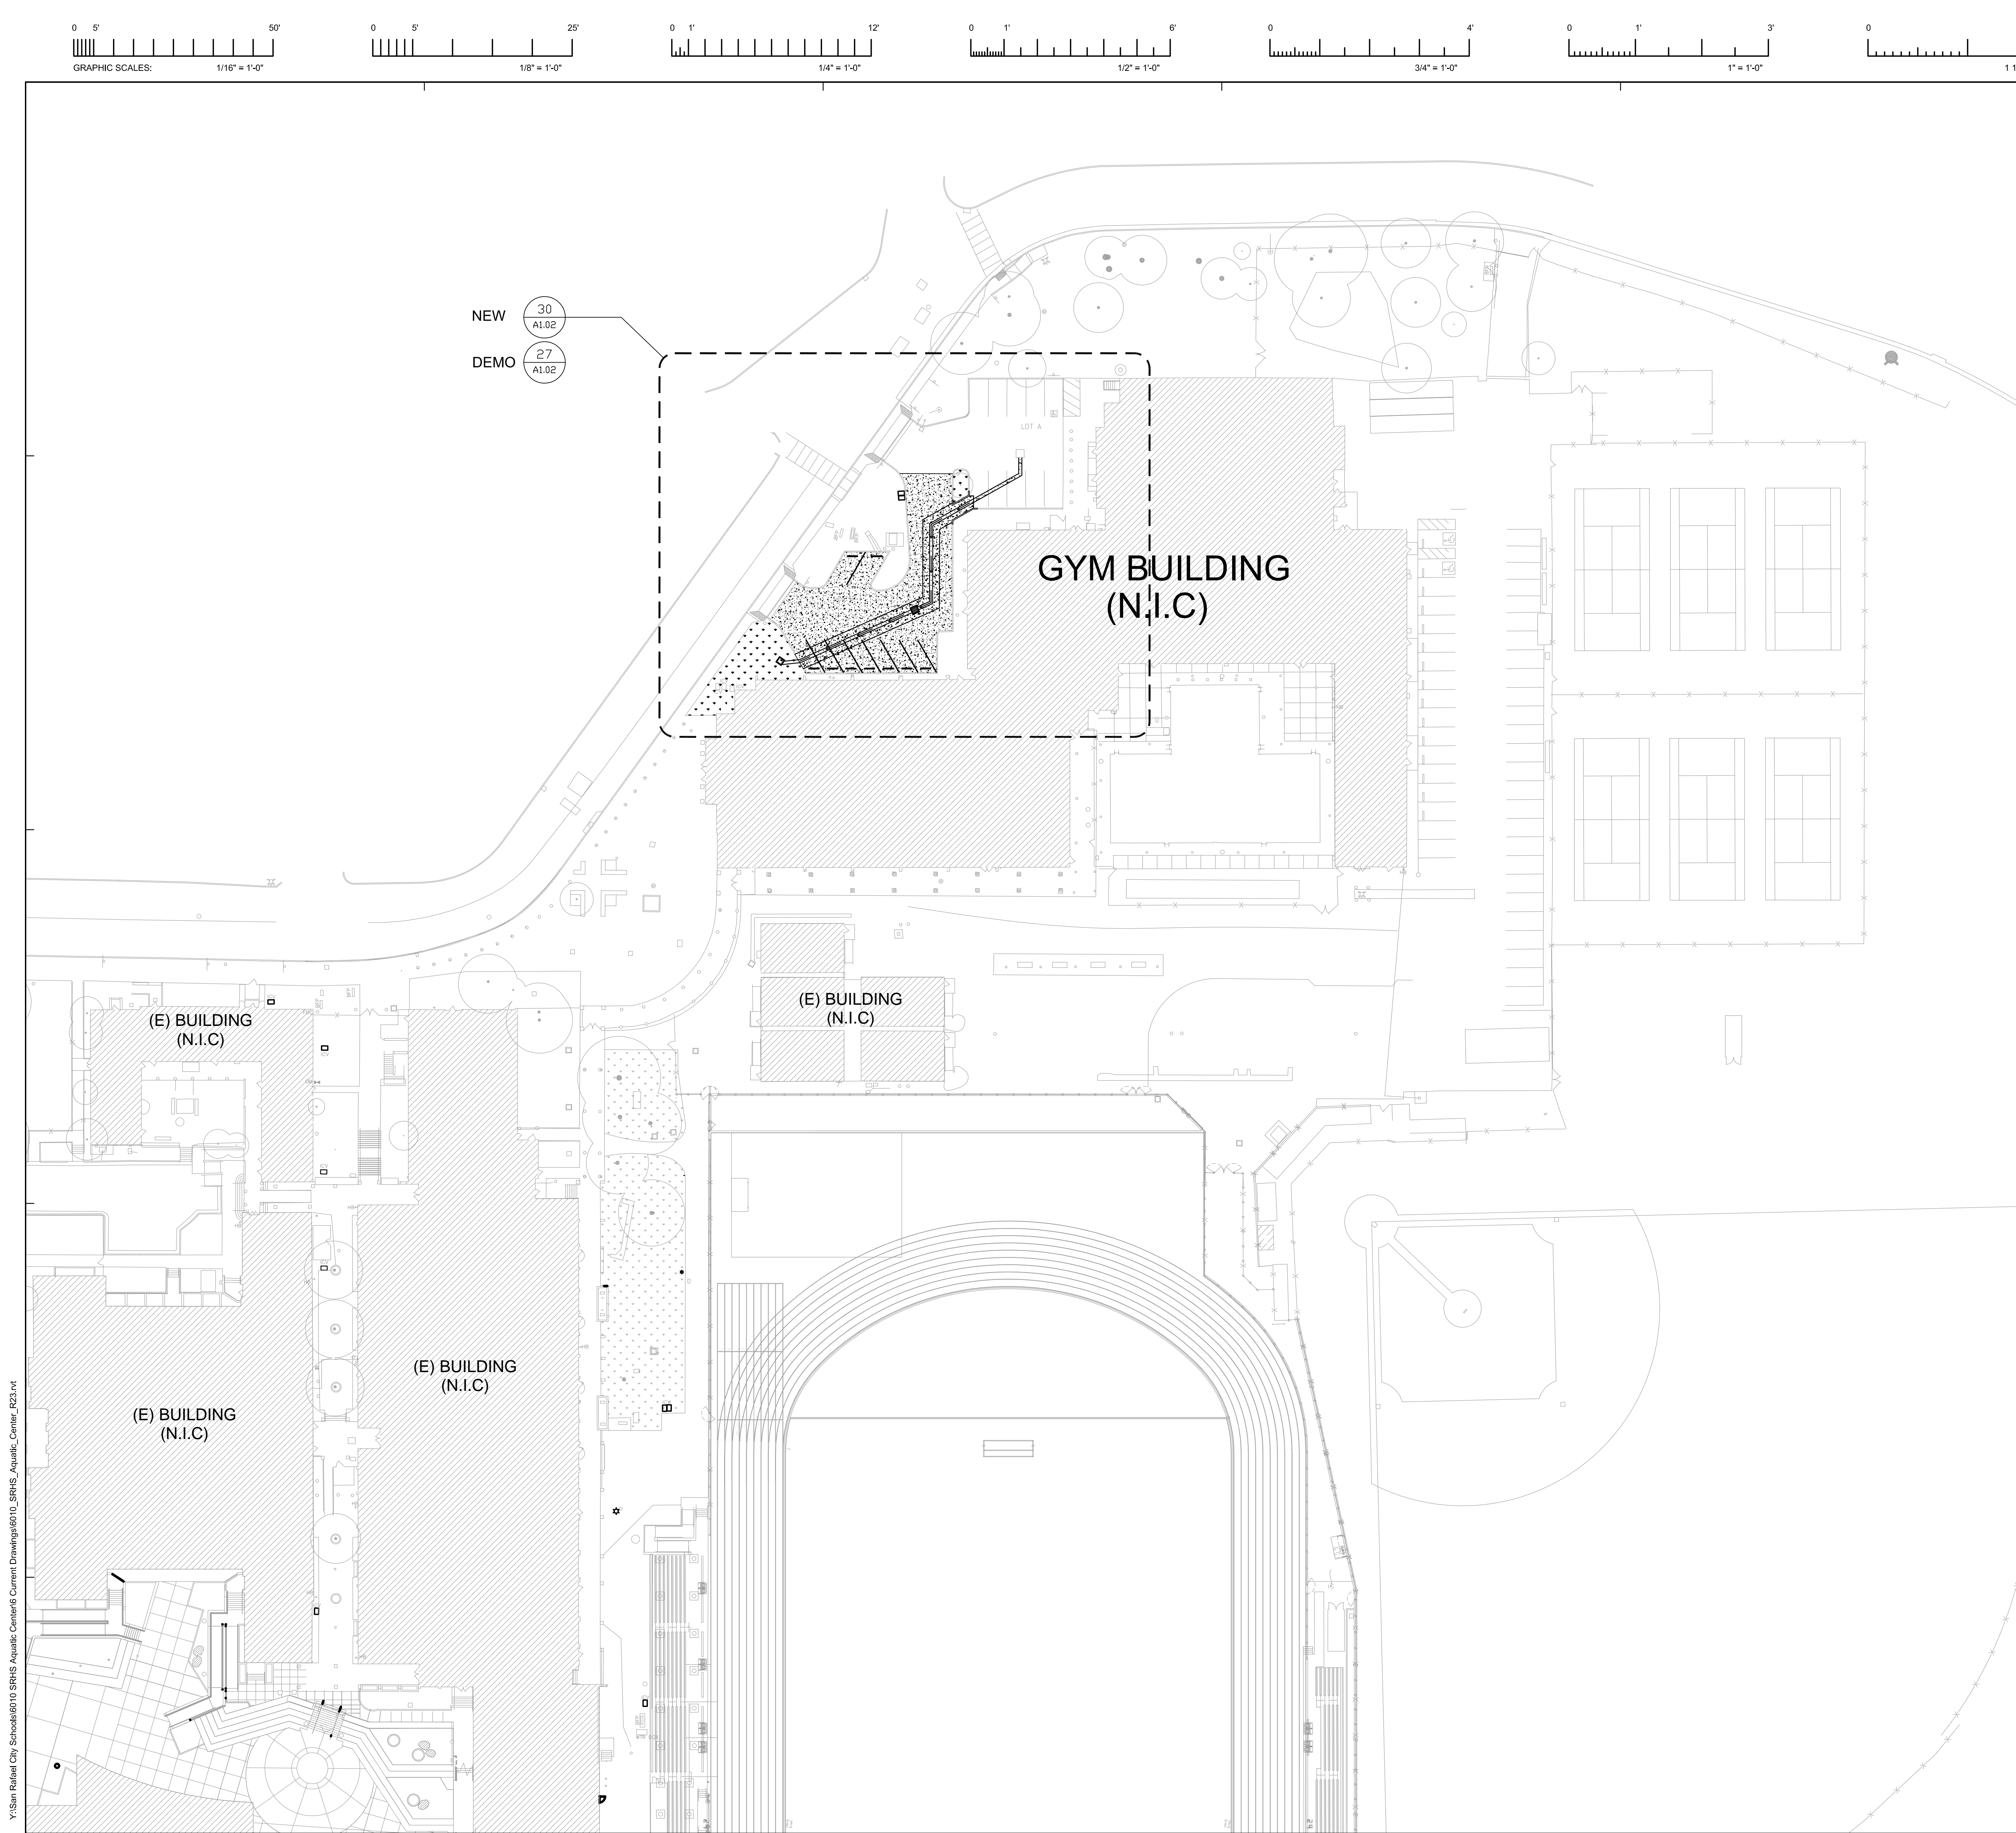 0 5' 50'
0 5' 25'
0 1' 12'
0 1' 6'
0 4'
0 1' 3'
0
GRAPHIC SCALES: 1/16" = 1'-0"
1/8" = 1'-0"
1/4" = 1'-0"
1/2" = 1'-0"
3/4" = 1'-0"
1" = 1'-0"
1 1
NEW 30
A1.02
DEMO 27
A1.02
LOT A
GYM BUILDING
(N.I.C)
(E) BUILDING
(N.I.C)
(E) BUILDING
(N.I.C)
(E) BUILDING
(N.I.C)
(E) BUILDING
(N.I.C)
Y:\San Rafael City Schools\6010 SRHS Aquatic Center\6 Current Drawings\6010_SRHS_Aquatic_Center_R23.rvt